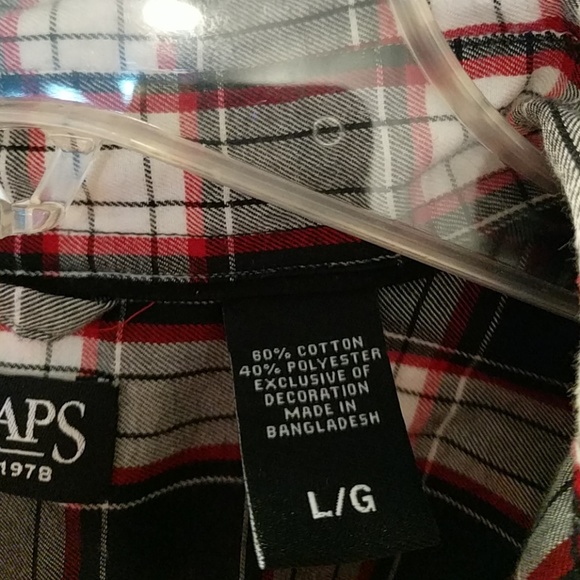 60% COTTON
40% POLYESTER
EXCLUSIVE OF
DECORATION
MADE IN
BANGLADESH
L/G
APS
1978